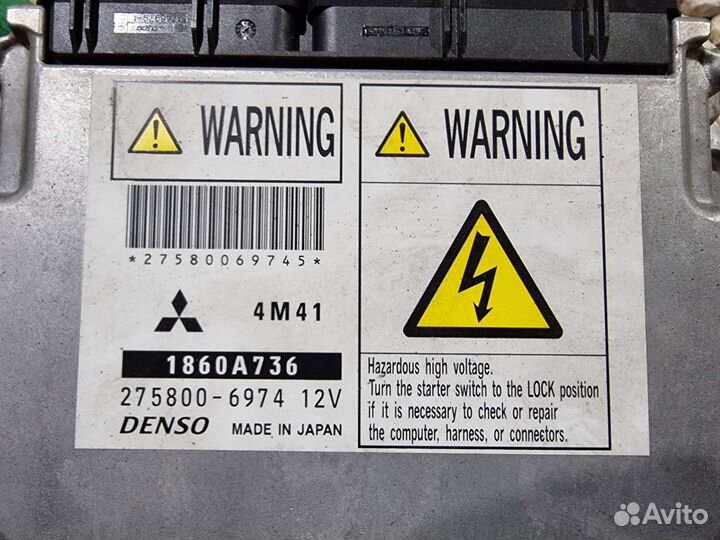 WARNING
*27580069745*
4M41
1860A736
275800-6974 12V
DENSO MADE IN JAPAN
WARNING
Hazardous high voltage.
Turn the starter switch to the LOCK position
if it is necessary to check or repair
the computer, harness, or connectors.
Avito